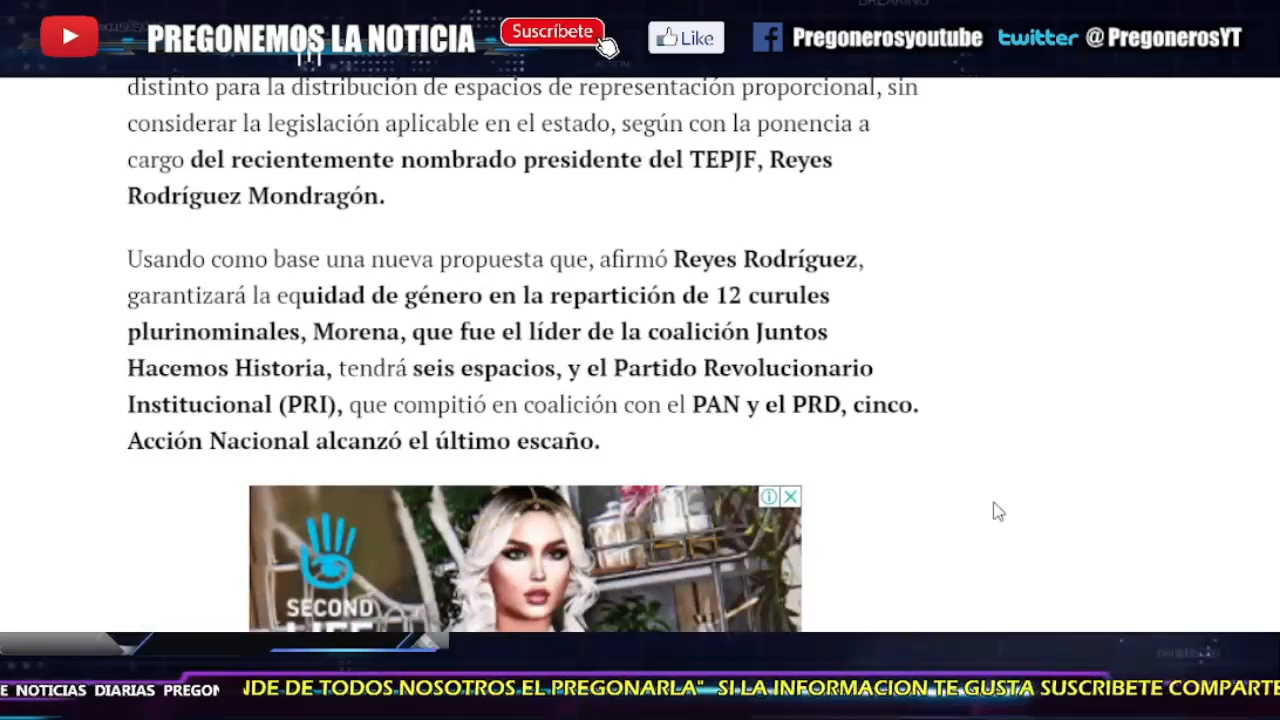 PREGONEMOS LA NOTICIA
Suscríbete
Like
Pregonerosyoutube
twitter @PregonerosYT
distinto para la distribución de espacios de representación proporcional, sin
considerar la legislación aplicable en el estado, según con la ponencia a
cargo del recientemente nombrado presidente del TEPJF, Reyes
Rodríguez Mondragón.
Usando como base una nueva propuesta que, afirmó Reyes Rodríguez,
garantizará la equidad de género en la repartición de 12 curules
plurinominales, Morena, que fue el líder de la coalición Juntos
Hacemos Historia, tendrá seis espacios, y el Partido Revolucionario
Institucional (PRI), que compitió en coalición con el PAN y el PRD, cinco.
Acción Nacional alcanzó el último escaño.
SECOND
LIFE
E NOTICIAS DIARIAS PREGON
NDE DE TODOS NOSOTROS EL PREGONARLA" SI LA INFORMACION TE GUSTA SUSCRIBETE COMPARTE